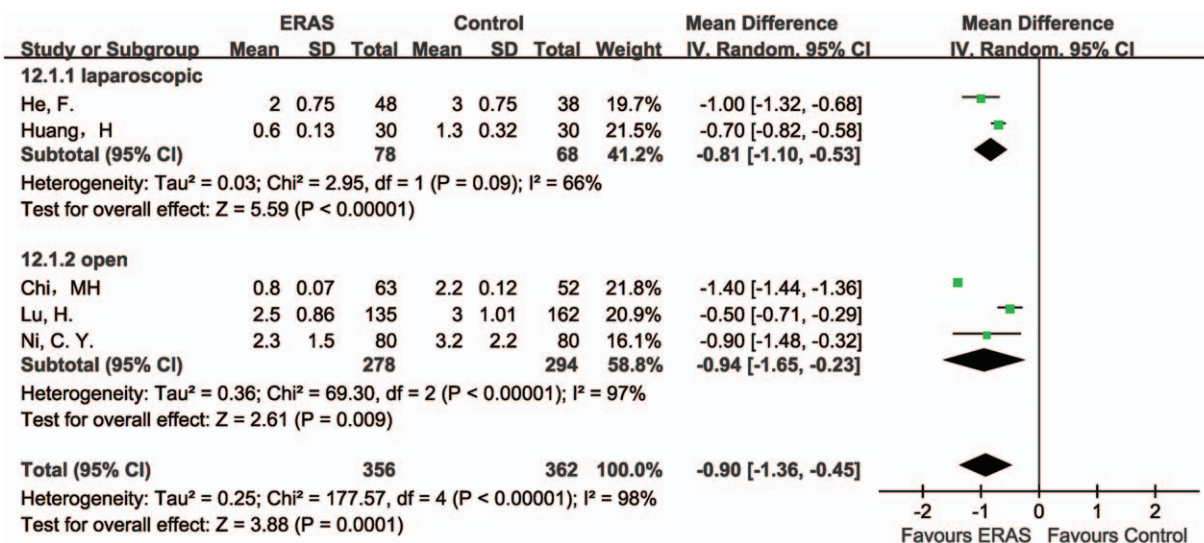 ERAS Control Mean Difference Mean Difference
Study or Subgroup Mean SD Total Mean SD Total Weight IV, Random, 95% CI IV, Random, 95% CI
12.1.1 laparoscopic
He, F. 2 0.75 48 3 0.75 38 19.7% -1.00 [-1.32, -0.68]
Huang，H 0.6 0.13 30 1.3 0.32 30 21.5% -0.70 [-0.82, -0.58]
Subtotal (95% CI) 78 68 41.2% -0.81 [-1.10, -0.53]
Heterogeneity: Tau² = 0.03; Chi² = 2.95, df = 1 (P = 0.09); I² = 66%
Test for overall effect: Z = 5.59 (P < 0.00001)
12.1.2 open
Chi，MH 0.8 0.07 63 2.2 0.12 52 21.8% -1.40 [-1.44, -1.36]
Lu, H. 2.5 0.86 135 3 1.01 162 20.9% -0.50 [-0.71, -0.29]
Ni, C. Y. 2.3 1.5 80 3.2 2.2 80 16.1% -0.90 [-1.48, -0.32]
Subtotal (95% CI) 278 294 58.8% -0.94 [-1.65, -0.23]
Heterogeneity: Tau² = 0.36; Chi² = 69.30, df = 2 (P < 0.00001); I² = 97%
Test for overall effect: Z = 2.61 (P = 0.009)
Total (95% CI) 356 362 100.0% -0.90 [-1.36, -0.45]
Heterogeneity: Tau² = 0.25; Chi² = 177.57, df = 4 (P < 0.00001); I² = 98%
Test for overall effect: Z = 3.88 (P = 0.0001)
-2 -1 0 1 2
Favours ERAS Favours Control